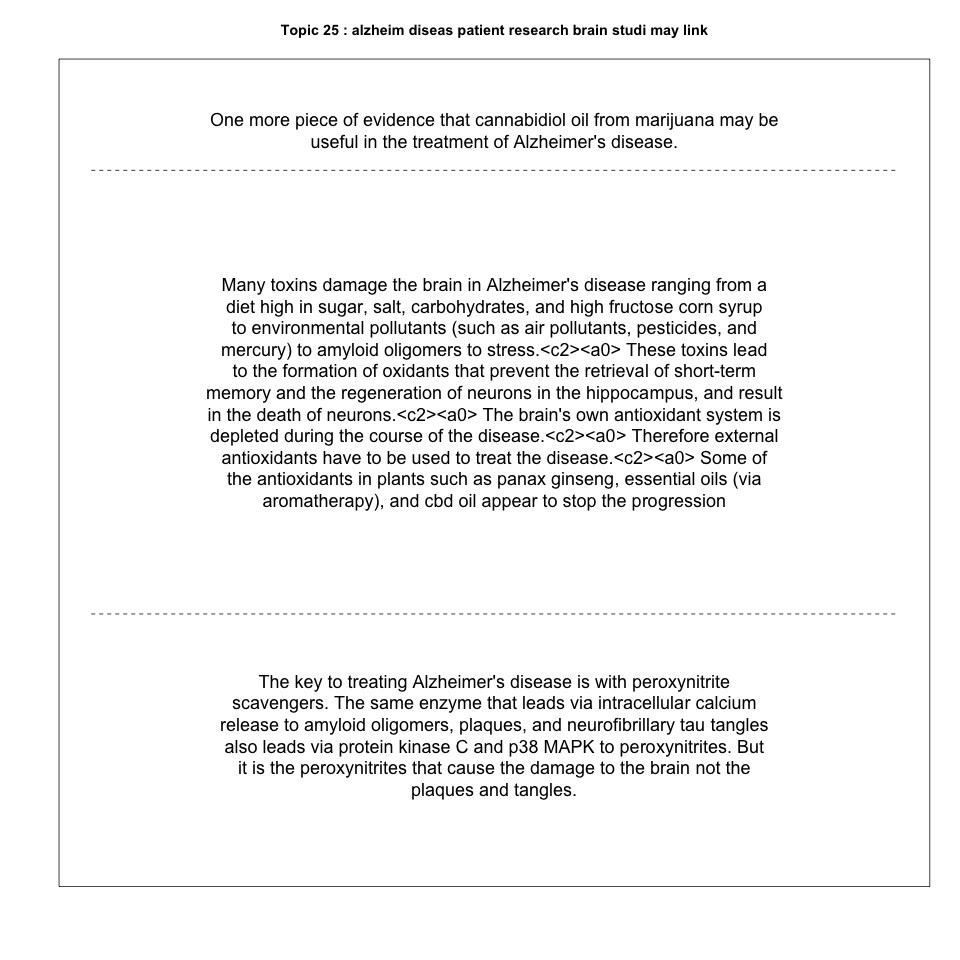 Topic 25 : alzheim diseas patient research brain studi may link
One more piece of evidence that cannabidiol oil from marijuana may be
useful in the treatment of Alzheimer's disease.
Many toxins damage the brain in Alzheimer's disease ranging from a
diet high in sugar, salt, carbohydrates, and high fructose corn syrup
to environmental pollutants (such as air pollutants, pesticides, and
mercury) to amyloid oligomers to stress.<c2><a0> These toxins lead
to the formation of oxidants that prevent the retrieval of short-term
memory and the regeneration of neurons in the hippocampus, and result
in the death of neurons.<c2><a0> The brain's own antioxidant system is
depleted during the course of the disease.<c2><a0> Therefore external
antioxidants have to be used to treat the disease.<c2><a0> Some of
the antioxidants in plants such as panax ginseng, essential oils (via
aromatherapy), and cbd oil appear to stop the progression
The key to treating Alzheimer's disease is with peroxynitrite
scavengers. The same enzyme that leads via intracellular calcium
release to amyloid oligomers, plaques, and neurofibrillary tau tangles
also leads via protein kinase C and p38 MAPK to peroxynitrites. But
it is the peroxynitrites that cause the damage to the brain not the
plaques and tangles.